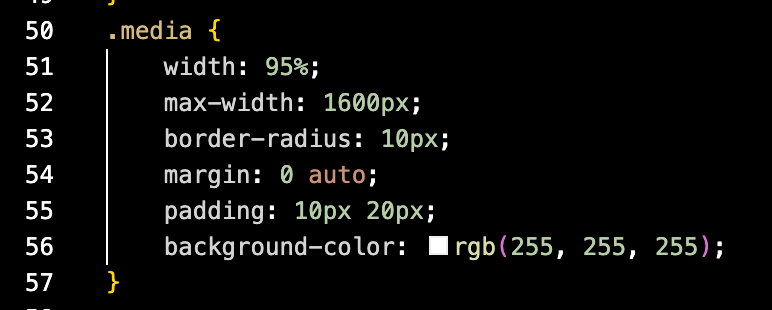 50 .media {
51 width: 95%;
52 max-width: 1600px;
53 border-radius: 10px;
54 margin: 0 auto;
55 padding: 10px 20px;
56 background-color: rgb(255, 255, 255);
57 }